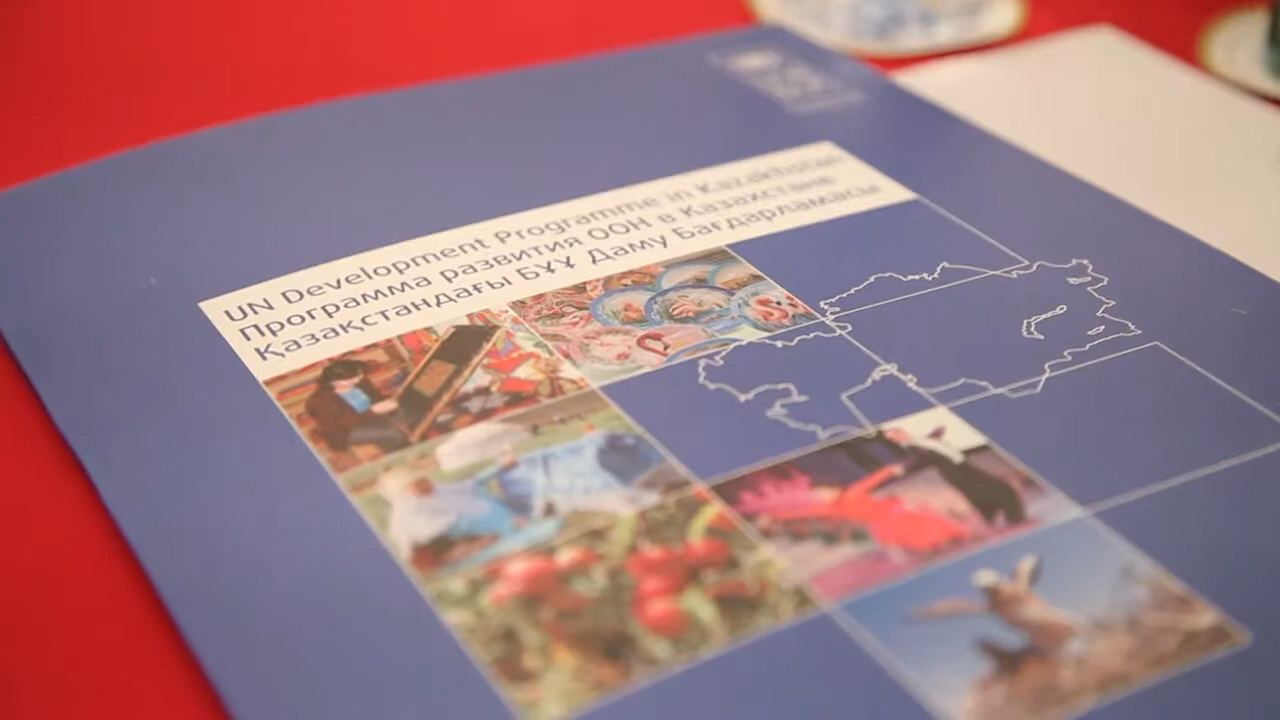 UN Development Programme in Kazakhstan
Программа развития ООН в Казахстане
Қазақстандағы БҰҰ Даму Бағдарламасы